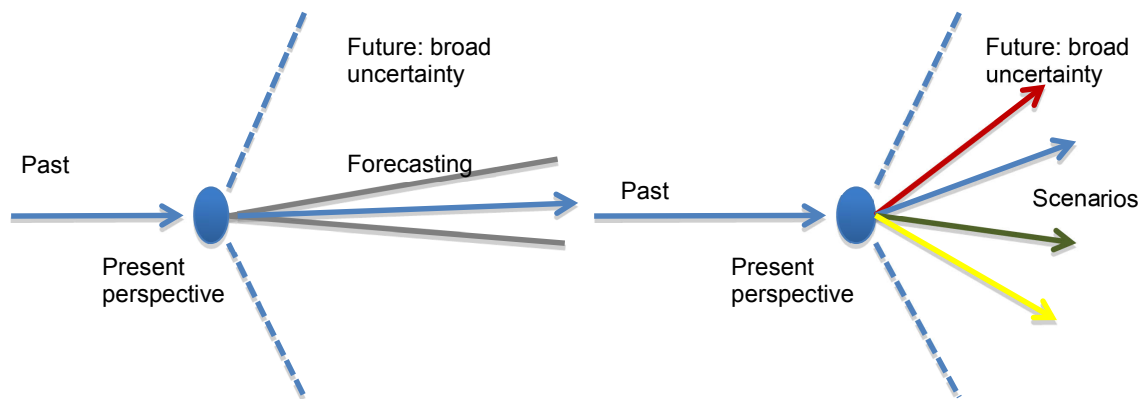 Future: broad
uncertainty
Past
Forecasting
Present
perspective
Future: broad
uncertainty
Past
Scenarios
Present
perspective